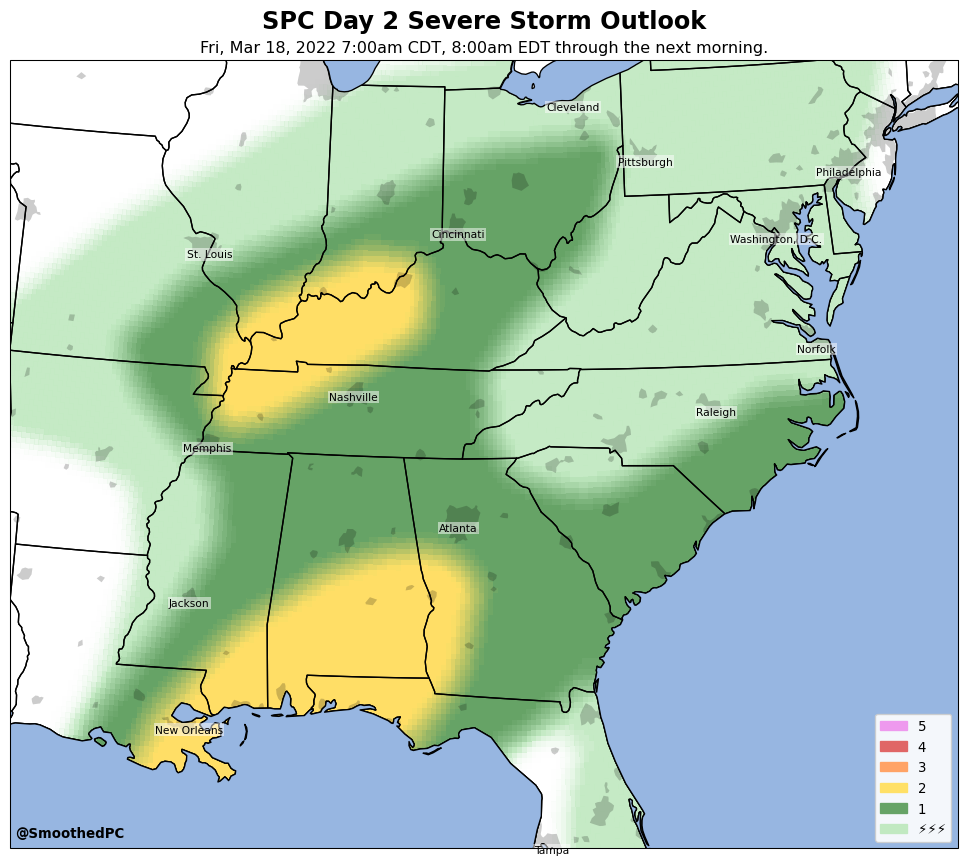 SPC Day 2 Severe Storm Outlook
Fri, Mar 18, 2022 7:00am CDT, 8:00am EDT through the next morning.
Cleveland
Pittsburgh
Philadelphia
Cincinnati
Washington, D.C.
St. Louis
Norfolk
Nashville
Raleigh
Memphis
Atlanta
Jackson
New Orleans
5
4
3
2
1
⚡⚡⚡
@SmoothedPC
Tampa